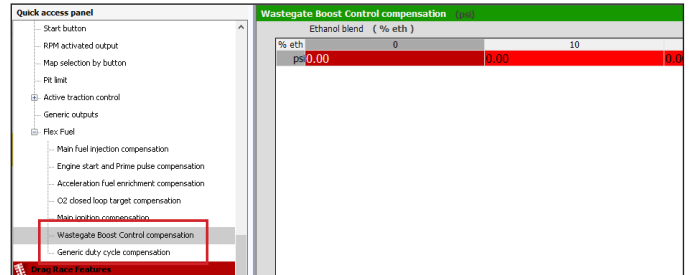 Quick access panel
Start button
RPM activated output
Map selection by button
Pit limit
Active traction control
Generic outputs
Flex Fuel
Main fuel injection compensation
Engine start and Prime pulse compensation
Acceleration fuel enrichment compensation
O2 closed loop target compensation
Main ignition compensation
Wastegate Boost Control compensation
Generic duty cycle compensation
Drag Race Features
Wastegate Boost Control compensation (psi)
Ethanol blend ( % eth )
% eth 0 10
psi 0.00 0.00